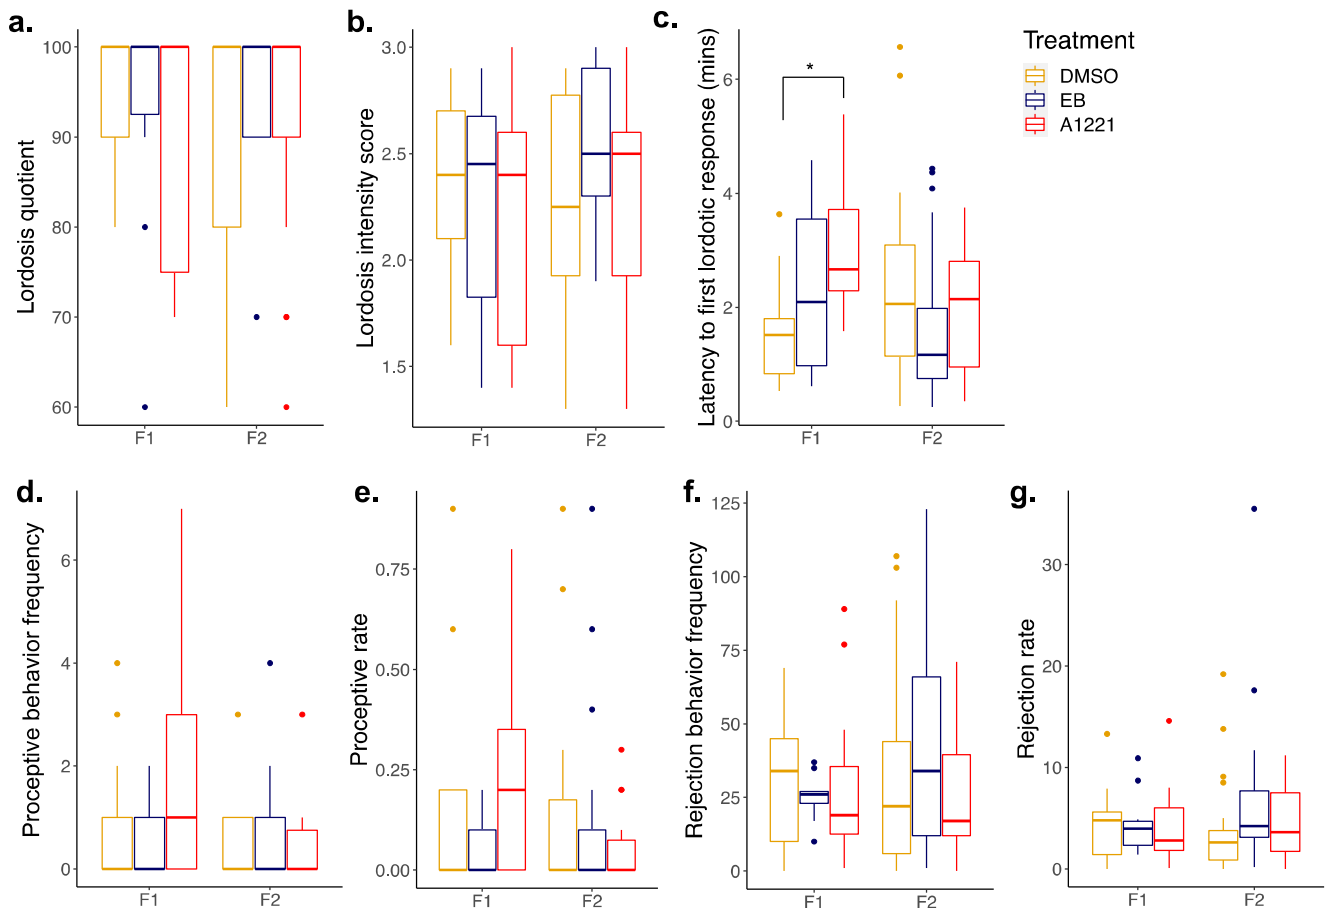 a.
Lordosis quotient
100
90
80
70
60
F1
F2
b.
Lordosis intensity score
3.0
2.5
2.0
1.5
F1
F2
c.
Latency to first lordotic response (mins)
6
4
2
0
*
F1
F2
Treatment
DMSO
EB
A1221
d.
Proceptive behavior frequency
6
4
2
0
F1
F2
e.
Proceptive rate
0.75
0.50
0.25
0.00
F1
F2
f.
Rejection behavior frequency
125
100
75
50
25
0
F1
F2
g.
Rejection rate
30
20
10
0
F1
F2